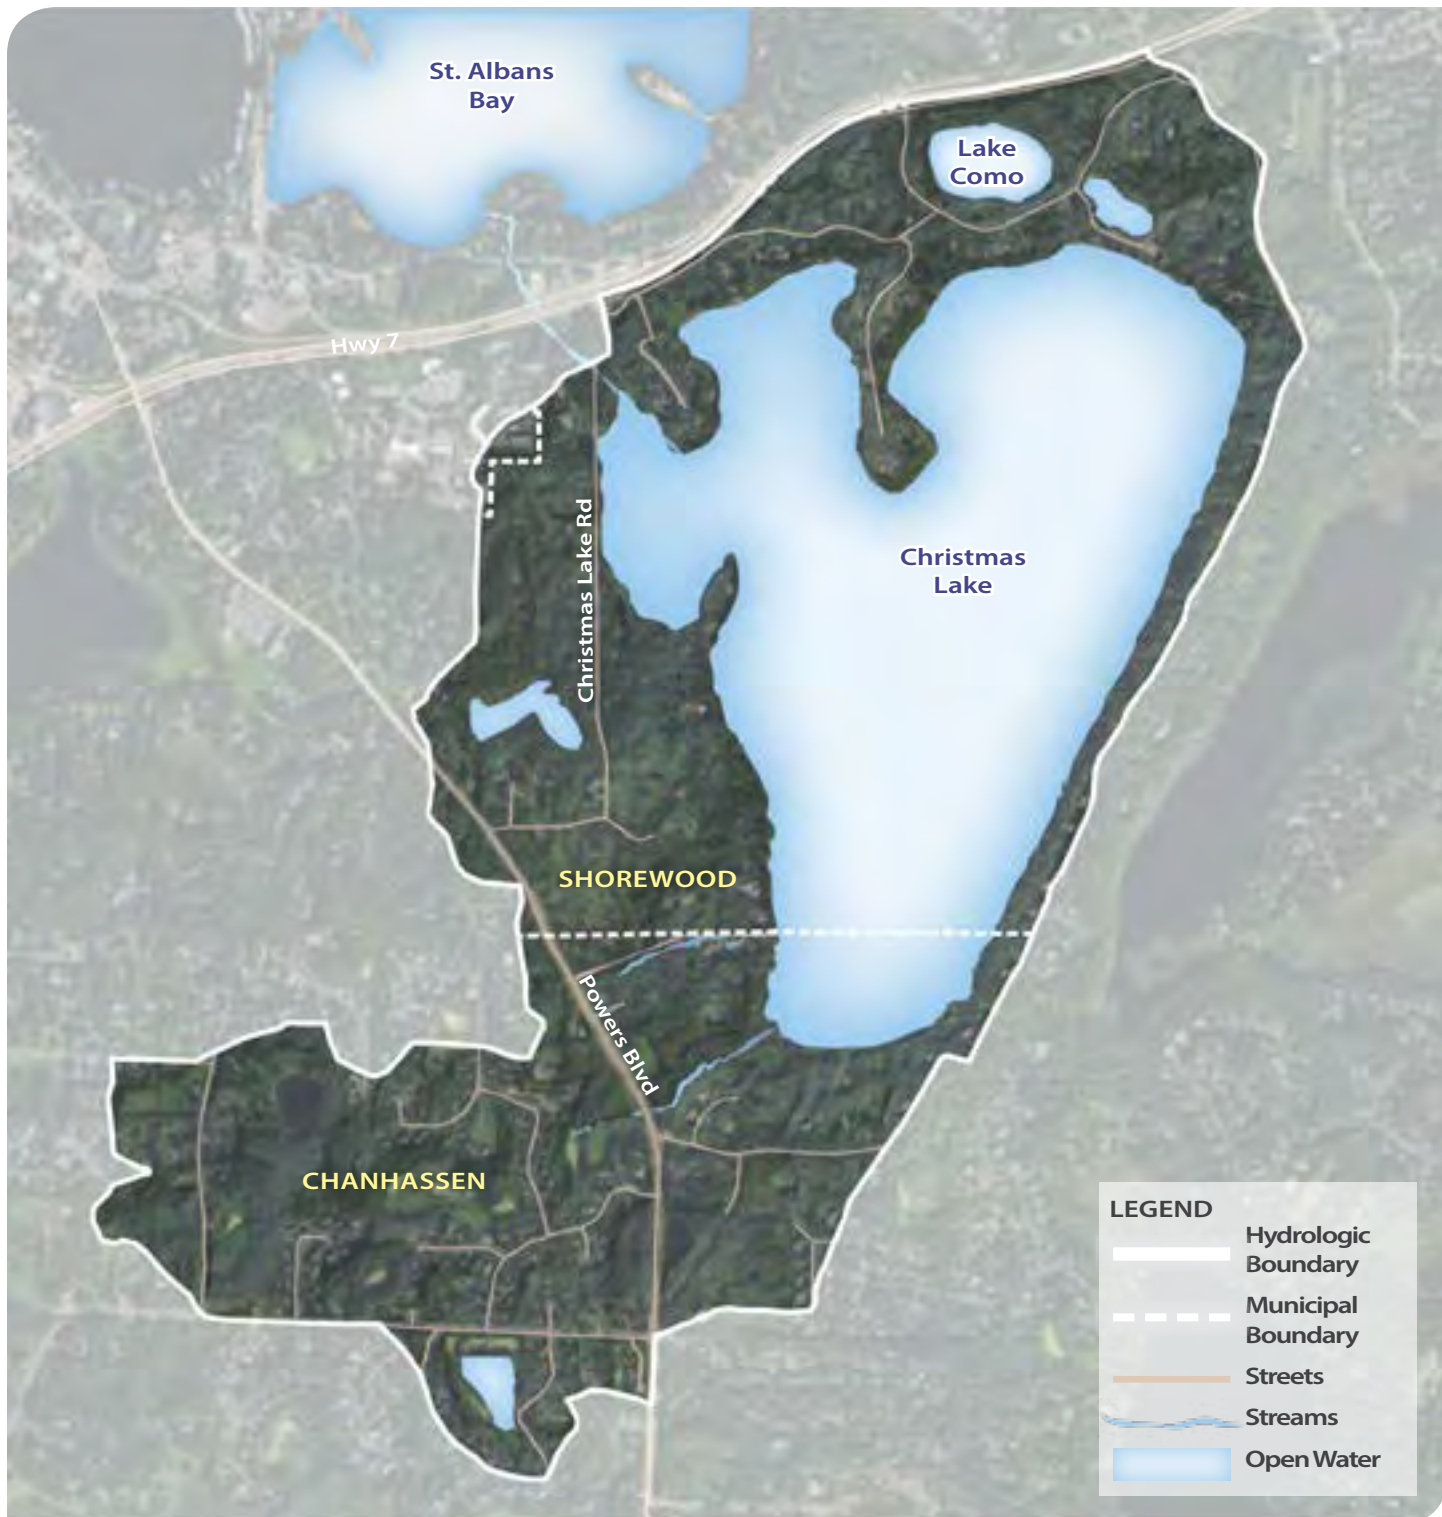 St. Albans
Bay
Lake
Como
Hwy 7
Christmas Lake Rd
Christmas
Lake
SHOREWOOD
Powers Blvd
CHANHASSEN
LEGEND
Hydrologic
Boundary
Municipal
Boundary
Streets
Streams
Open Water